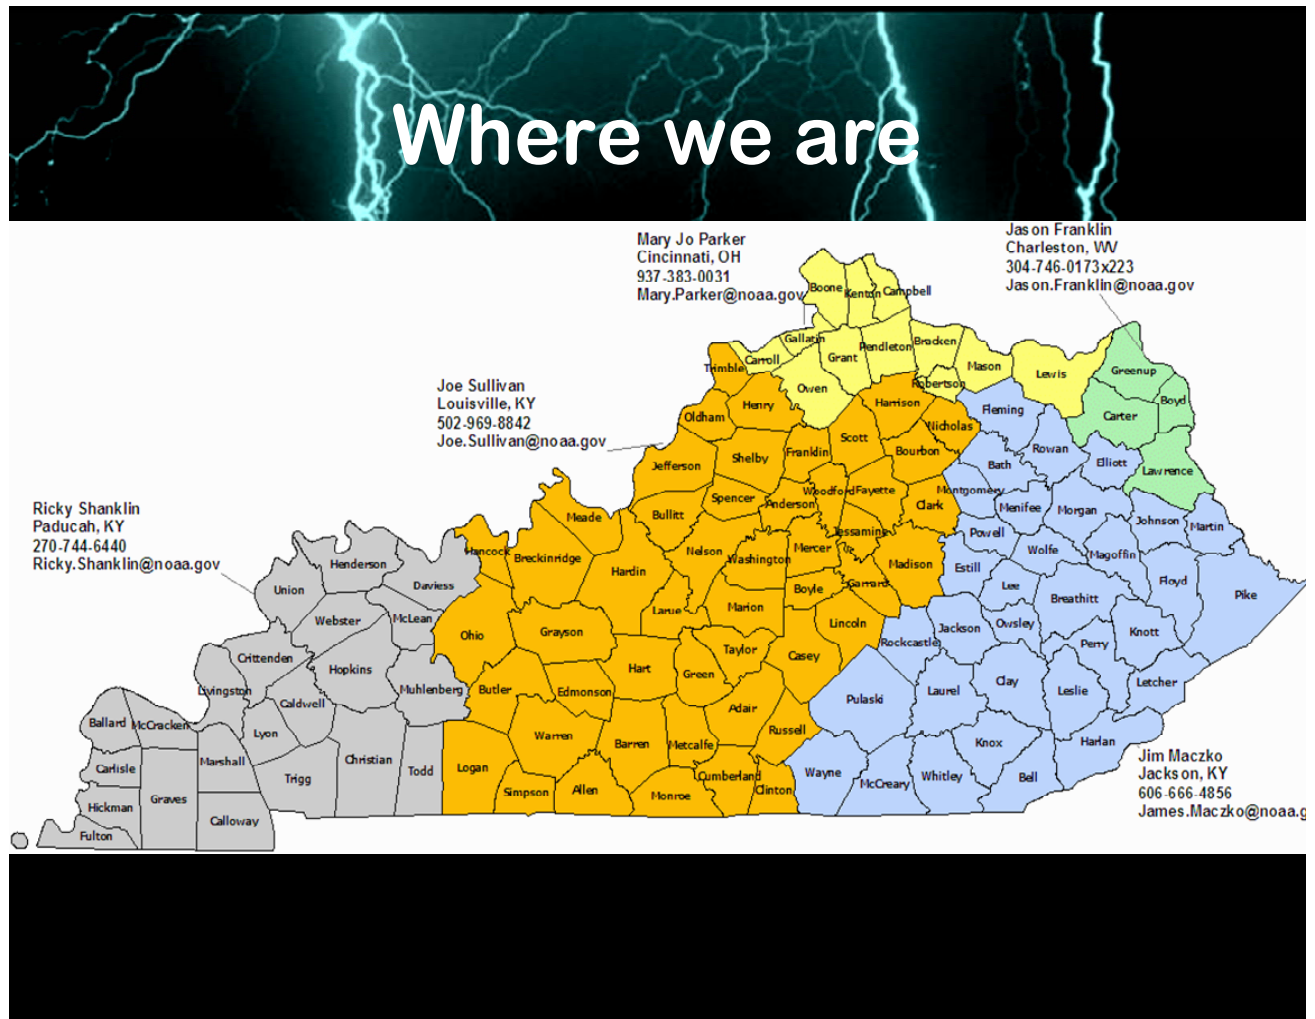 Where we are
Mary Jo Parker
Cincinnati, OH
937-383-0031
Mary.Parker@noaa.gov
Jason Franklin
Charleston, WV
304-746-0173x223
Jason.Franklin@noaa.gov
Joe Sullivan
Louisville, KY
502-969-8842
Joe.Sullivan@noaa.gov
Ricky Shanklin
Paducah, KY
270-744-6440
Ricky.Shanklin@noaa.gov
Boone
Kenton
Campbell
Gallatin
Carroll
Grant
Pendleton
Bracken
Mason
Lewis
Owen
Robertson
Greenup
Boyd
Carter
Lawrence
Trimble
Henry
Oldham
Harrison
Nicholas
Scott
Bourbon
Franklin
Shelby
Jefferson
Spencer
Anderson
Woodford
Fayette
Clark
Bullitt
Meade
Hancock
Breckinridge
Hardin
Nelson
Washington
Mercer
Jessamine
Madison
Garrard
Boyle
Marion
Larue
Lincoln
Ohio
Grayson
Hart
Taylor
Green
Casey
Butler
Edmonson
Adair
Russell
Warren
Barren
Metcalfe
Logan
Simpson
Allen
Monroe
Cumberland
Clinton
Fleming
Rowan
Bath
Elliott
Montgomery
Menifee
Morgan
Johnson
Martin
Powell
Wolfe
Magoffin
Estill
Lee
Breathitt
Floyd
Pike
Jackson
Owsley
Perry
Knott
Rockcastle
Pulaski
Laurel
Clay
Leslie
Letcher
Wayne
McCreary
Whitley
Knox
Bell
Harlan
Henderson
Union
Daviess
Webster
McLean
Crittenden
Hopkins
Livingston
Caldwell
Muhlenberg
Ballard
McCracken
Lyon
Marshall
Trigg
Christian
Todd
Carlisle
Graves
Hickman
Calloway
Fulton
Jim Maczko
Jackson, KY
606-666-4856
James.Maczko@noaa.g